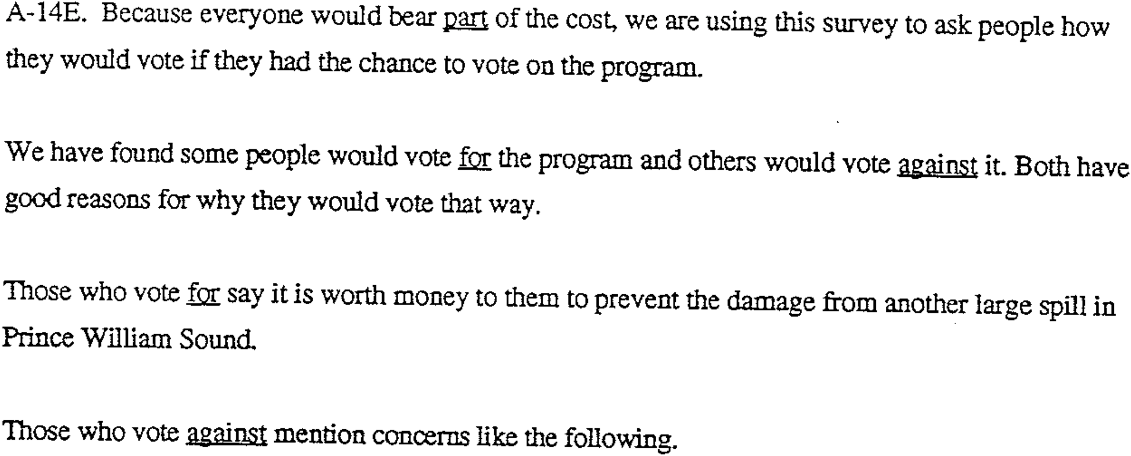 A-14E. Because everyone would bear part of the cost, we are using this survey to ask people how
they would vote if they had the chance to vote on the program.
We have found some people would vote for the program and others would vote against it. Both have
good reasons for why they would vote that way.
Those who vote for say it is worth money to them to prevent the damage from another large spill in
Prince William Sound.
Those who vote against mention concerns like the following.